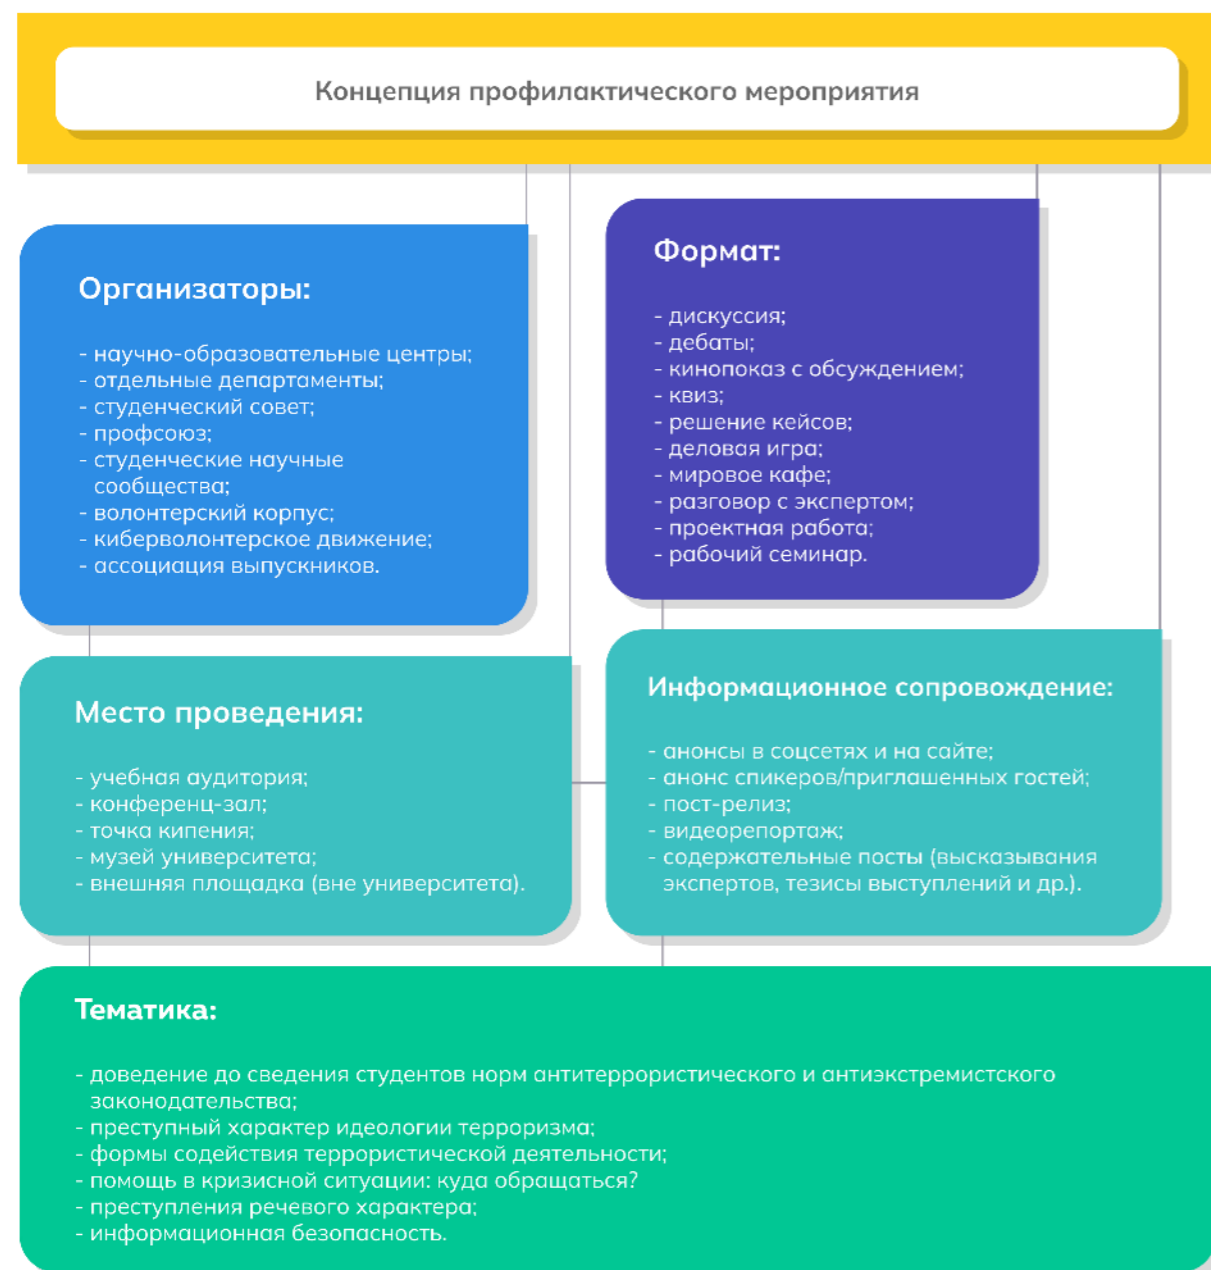 Концепция профилактического мероприятия
Организаторы:
- научно-образовательные центры;
- отдельные департаменты;
- студенческий совет;
- профсоюз;
- студенческие научные
сообщества;
- волонтерский корпус;
- киберволонтерское движение;
- ассоциация выпускников.
Формат:
- дискуссия;
- дебаты;
- кинопоказ с обсуждением;
- квиз;
- решение кейсов;
- деловая игра;
- мировое кафе;
- разговор с экспертом;
- проектная работа;
- рабочий семинар.
Место проведения:
- учебная аудитория;
- конференц-зал;
- точка кипения;
- музей университета;
- внешняя площадка (вне университета).
Информационное сопровождение:
- анонсы в соцсетях и на сайте;
- анонс спикеров/приглашенных гостей;
- пост-релиз;
- видеорепортаж;
- содержательные посты (высказывания
экспертов, тезисы выступлений и др.).
Тематика:
- доведение до сведения студентов норм антитеррористического и антиэкстремистского
законодательства;
- преступный характер идеологии терроризма;
- формы содействия террористической деятельности;
- помощь в кризисной ситуации: куда обращаться?
- преступления речевого характера;
- информационная безопасность.